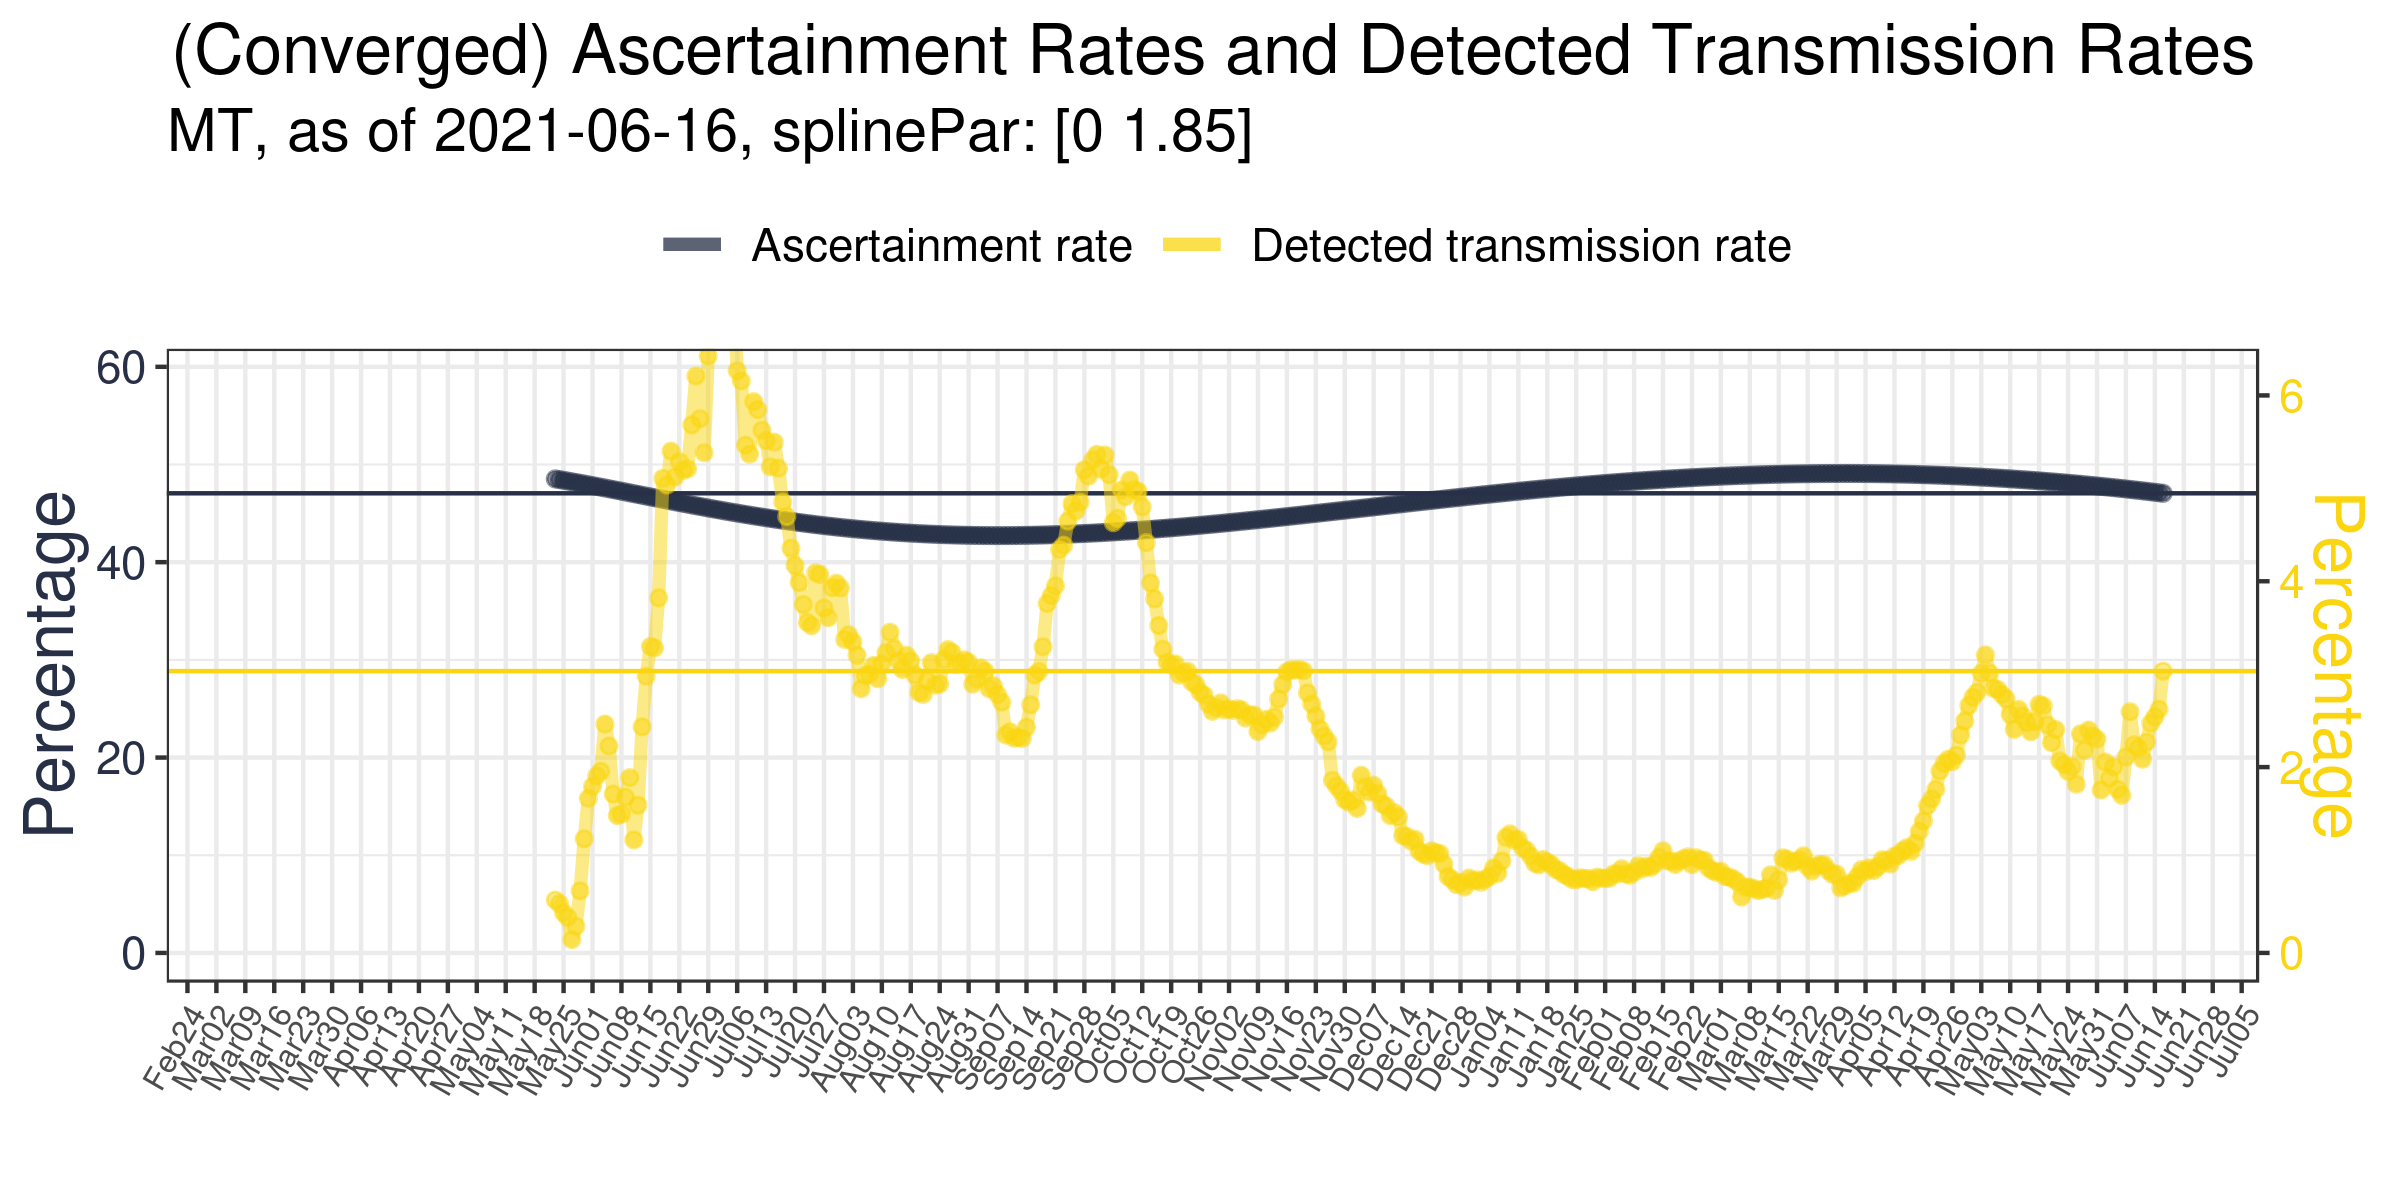 (Converged) Ascertainment Rates and Detected Transmission Rates
MT, as of 2021-06-16, splinePar: [0 1.85]
Ascertainment rate
Detected transmission rate
Percentage
60
40
20
0
6
4
2
0
Percentage
Feb24
Mar02
Mar09
Mar16
Mar23
Mar30
Apr06
Apr13
Apr20
Apr27
May04
May11
May18
May25
Jun01
Jun08
Jun15
Jun22
Jun29
Jul06
Jul13
Jul20
Jul27
Aug03
Aug10
Aug17
Aug24
Aug31
Sep07
Sep14
Sep21
Sep28
Oct05
Oct12
Oct19
Oct26
Nov02
Nov09
Nov16
Nov23
Nov30
Dec07
Dec14
Dec21
Dec28
Jan04
Jan11
Jan18
Jan25
Feb01
Feb08
Feb15
Feb22
Mar01
Mar08
Mar15
Mar22
Mar29
Apr05
Apr12
Apr19
Apr26
May03
May10
May17
May24
May31
Jun07
Jun14
Jun21
Jun28
Jul05